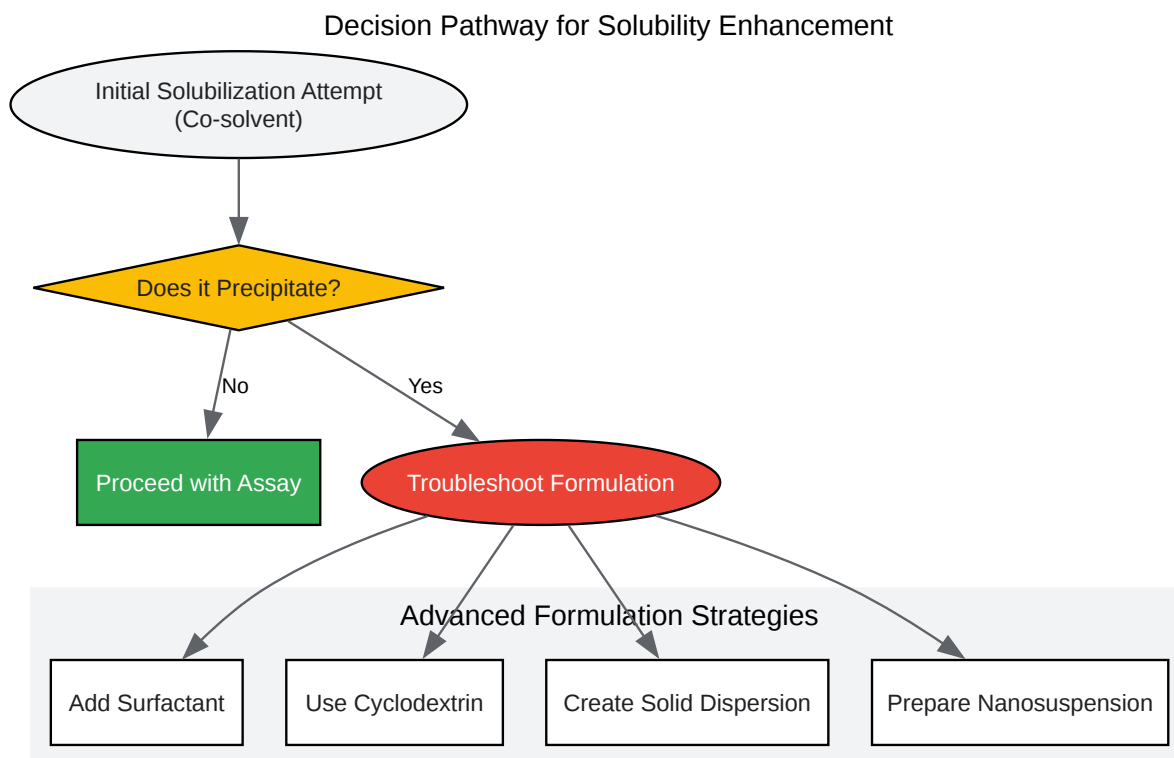 Decision Pathway for Solubility Enhancement
Initial Solubilization Attempt
(Co-solvent)
Does it Precipitate?
No
Yes
Proceed with Assay
Troubleshoot Formulation
Advanced Formulation Strategies
Add Surfactant
Use Cyclodextrin
Create Solid Dispersion
Prepare Nanosuspension